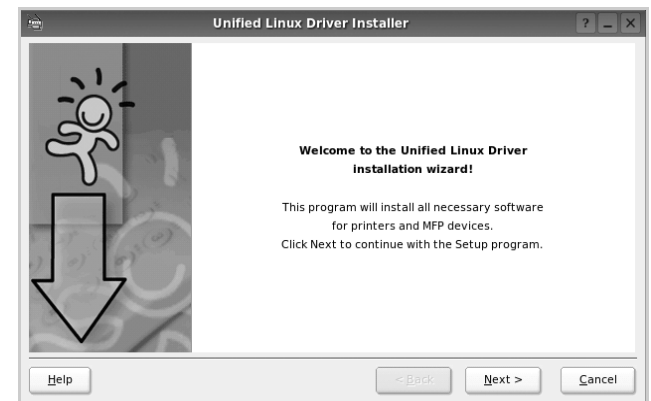 Unified Linux Driver Installer
Welcome to the Unified Linux Driver
installation wizard!
This program will install all necessary software
for printers and MFP devices.
Click Next to continue with the Setup program.
Help
< Back
Next >
Cancel